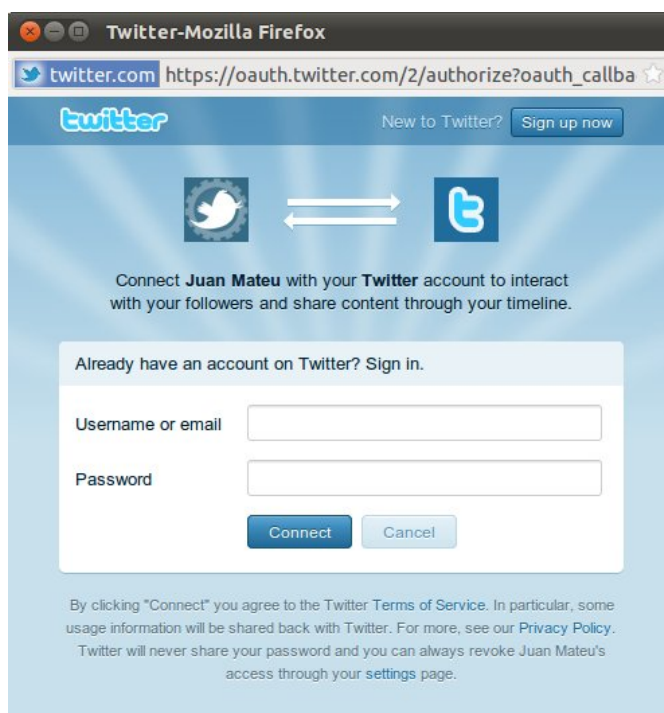 Twitter-Mozilla Firefox
twitter.com https://oauth.twitter.com/2/authorize?oauth_callba
twitter New to Twitter? Sign up now
Connect Juan Mateu with your Twitter account to interact
with your followers and share content through your timeline.
Already have an account on Twitter? Sign in.
Username or email
Password
Connect Cancel
By clicking "Connect" you agree to the Twitter Terms of Service. In particular, some
usage information will be shared back with Twitter. For more, see our Privacy Policy.
Twitter will never share your password and you can always revoke Juan Mateu's
access through your settings page.